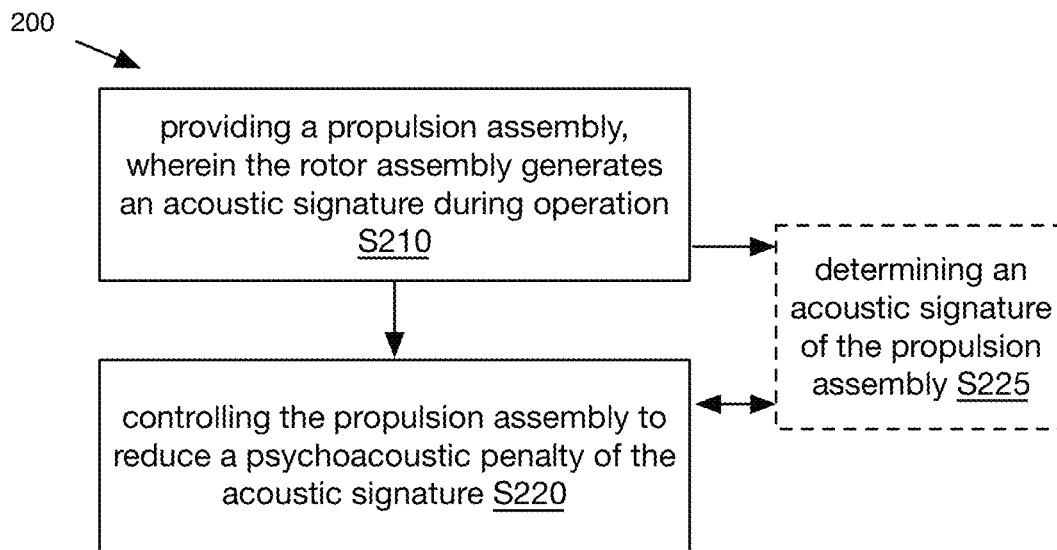 200
providing a propulsion assembly,
wherein the rotor assembly generates
an acoustic signature during operation
S210
determining an
acoustic signature
of the propulsion
assembly S225
controlling the propulsion assembly to
reduce a psychoacoustic penalty of the
acoustic signature S220